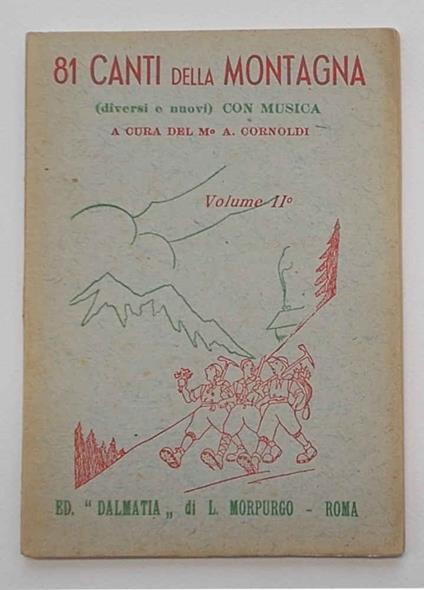 81 CANTI DELLA MONTAGNA
(diversi e nuovi) CON MUSICA
A CURA DEL Mo A. CORNOLDI
Volume IIo
ED. “ DALMATIA „ di L. MORPURGO - ROMA